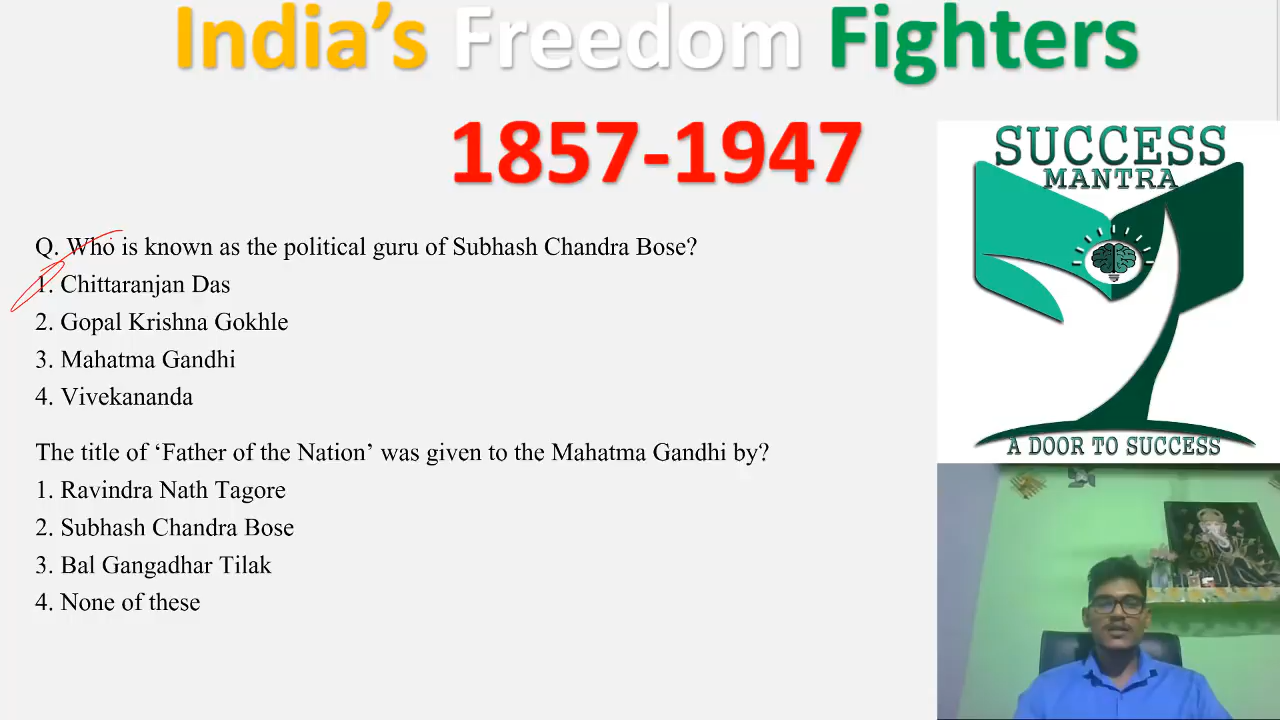 India's Freedom Fighters
1857-1947
SUCCESS
MANTRA
Q. Who is known as the political guru of Subhash Chandra Bose?
1. Chittaranjan Das
2. Gopal Krishna Gokhle
3. Mahatma Gandhi
4. Vivekananda
The title of ‘Father of the Nation’ was given to the Mahatma Gandhi by?
1. Ravindra Nath Tagore
2. Subhash Chandra Bose
3. Bal Gangadhar Tilak
4. None of these
A DOOR TO SUCCESS